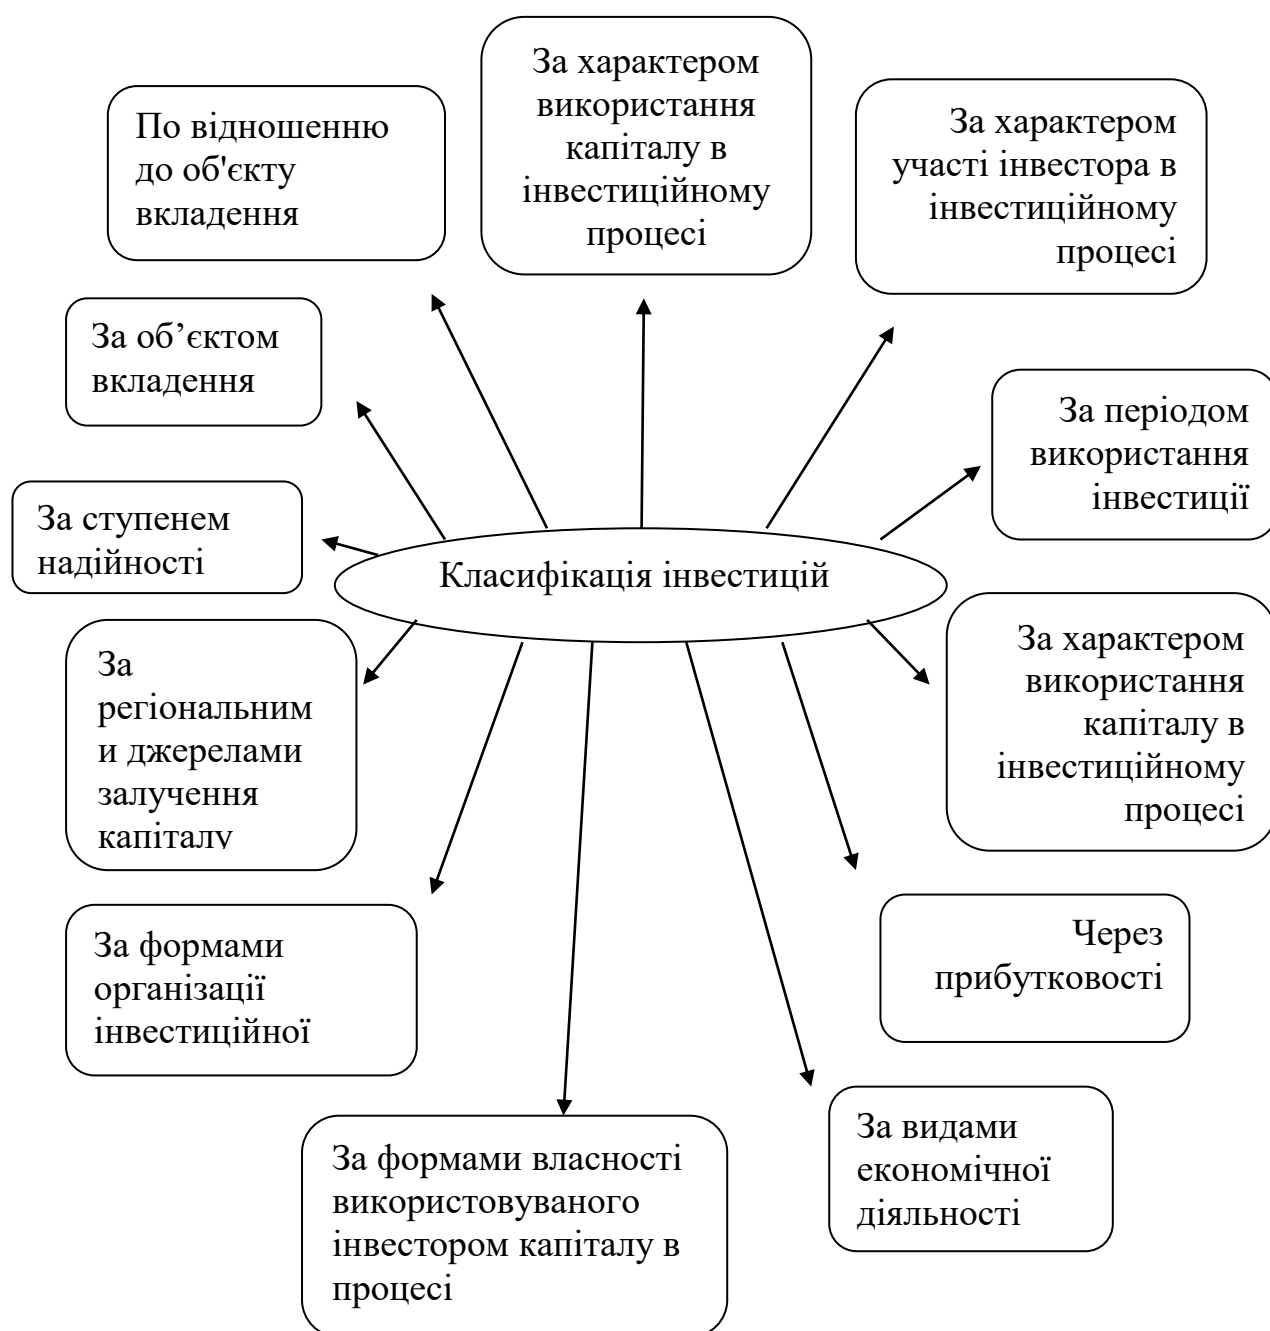 За характером
використання
капіталу в
інвестиційному
процесі
По відношенню
до об'єкту
вкладення
За характером
участі інвестора в
інвестиційному
процесі
За об’єктом
вкладення
За періодом
використання
інвестиції
За ступенем
надійності
Класифікація інвестицій
За
регіональним
и джерелами
залучення
капіталу
За характером
використання
капіталу в
інвестиційному
процесі
За формами
організації
інвестиційної
Через
прибутковості
За формами власності
використовуваного
інвестором капіталу в
процесі
За видами
економічної
діяльності